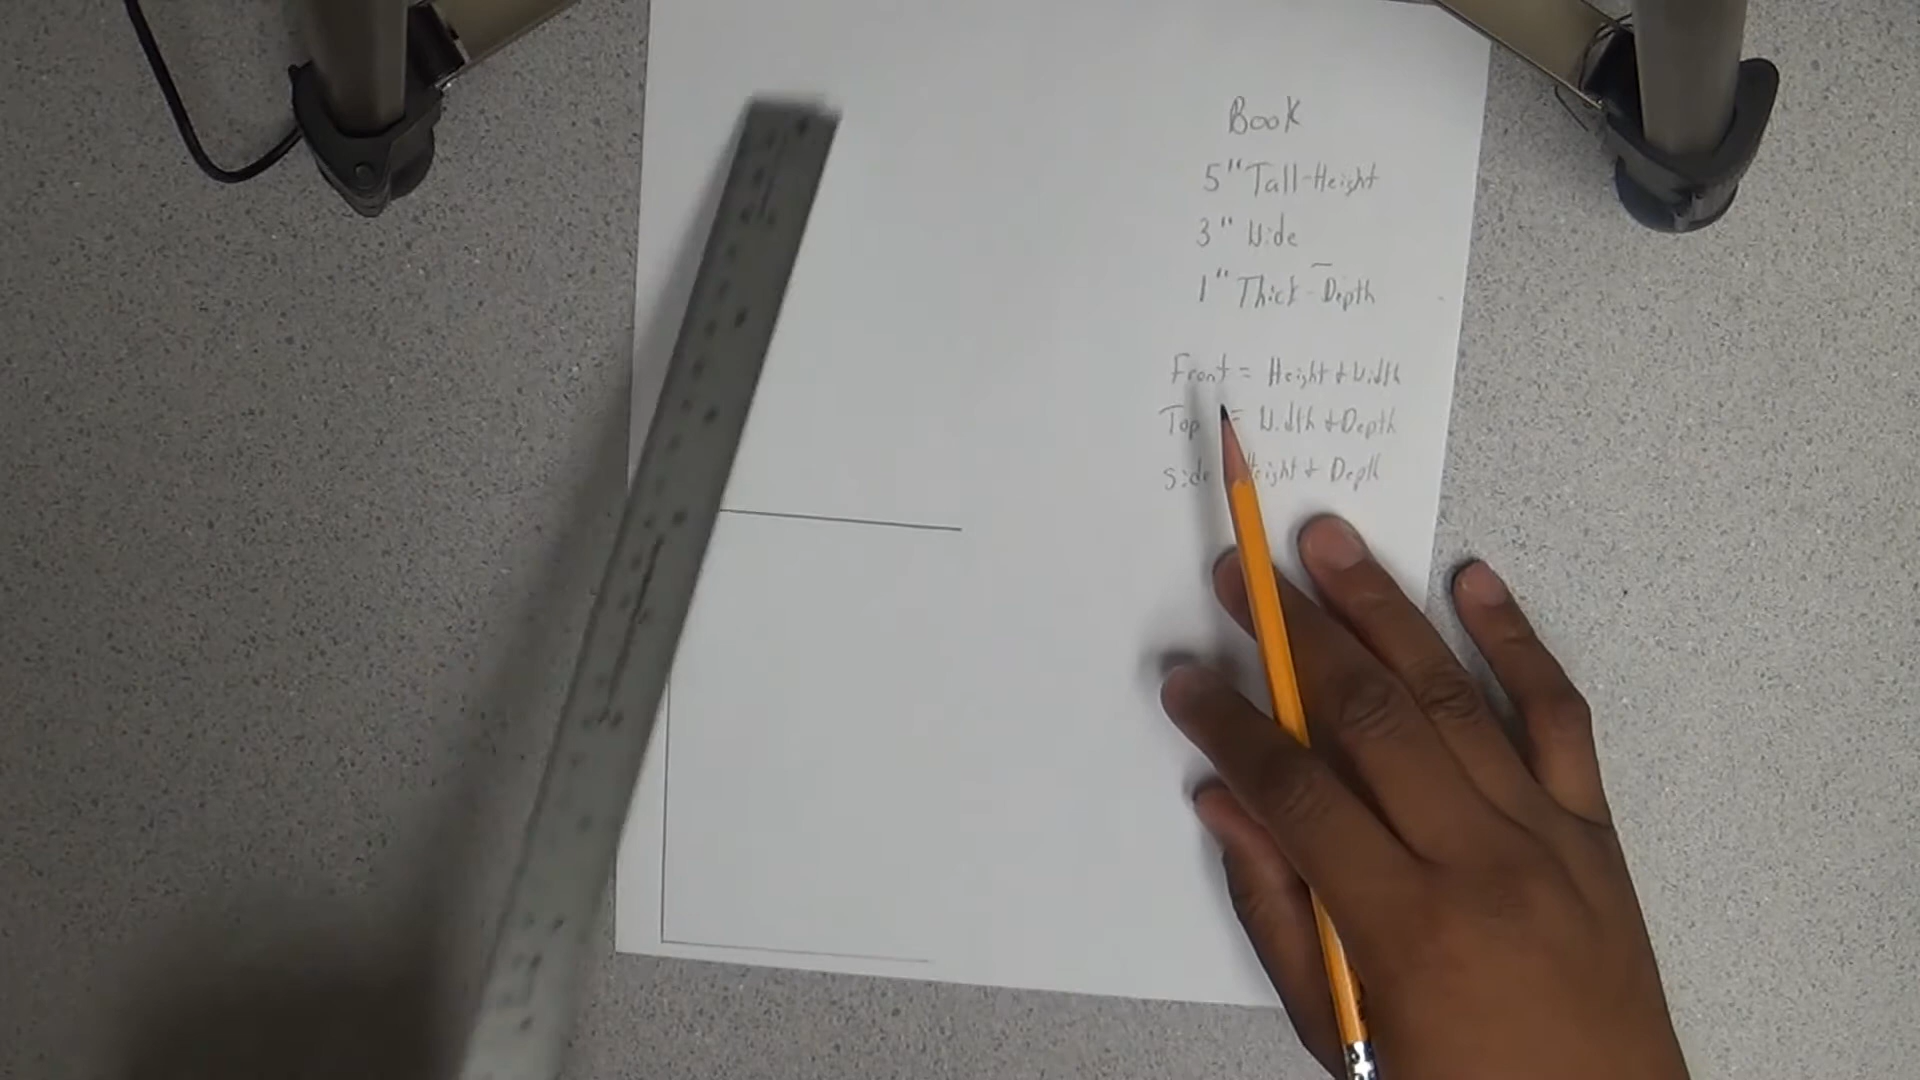 Book
5" Tall-Height
3" Wide
1" Thick-Depth
Front = Height & Width
Top = Width & Depth
side Height & Depth